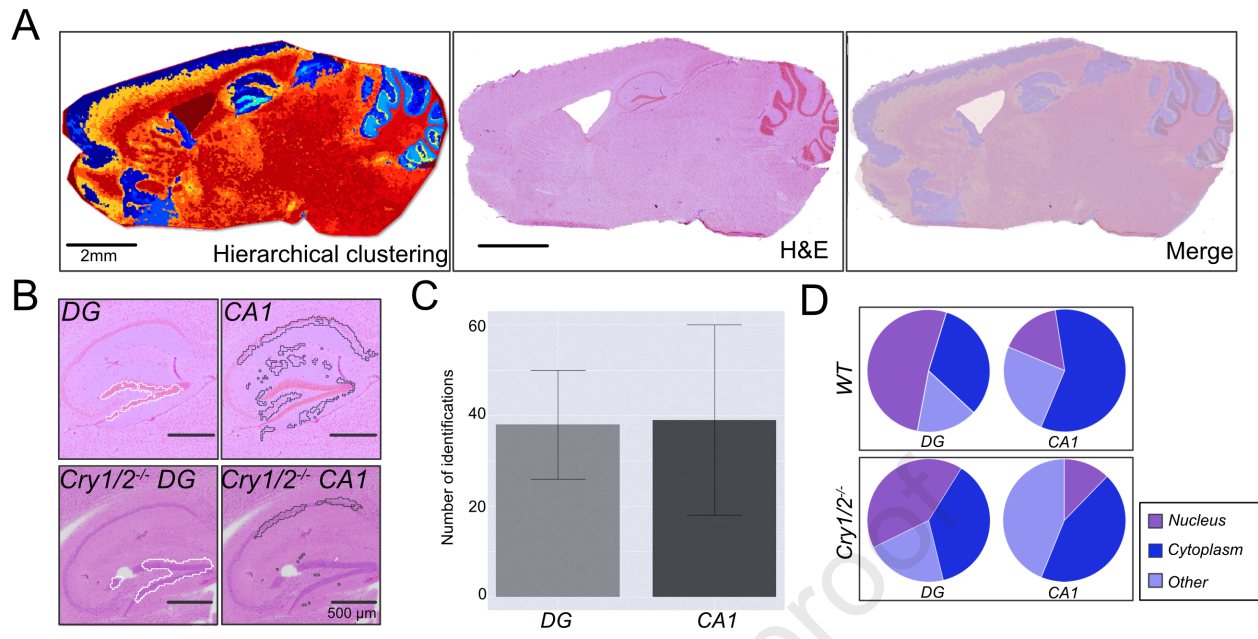 A
2mm
Hierarchical clustering
H&E
Merge
B
DG
CA1
Cry1/2-/- DG
Cry1/2-/- CA1
500 µm
C
Number of identifications
60
40
20
0
DG
CA1
D
WT
DG
CA1
Cry1/2-/-
DG
CA1
Nucleus
Cytoplasm
Other
proof